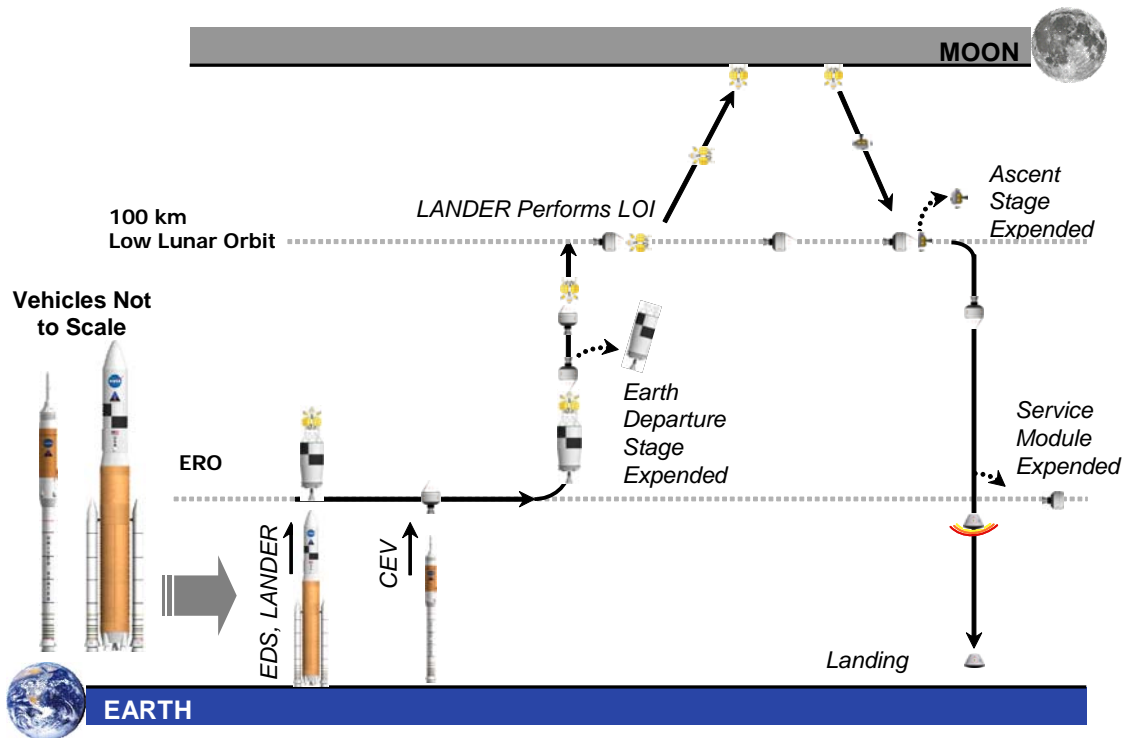 MOON
Ascent
Stage
Expended
LANDER Performs LOI
100 km
Low Lunar Orbit
Vehicles Not
to Scale
Earth
Departure
Stage
Expended
Service
Module
Expended
ERO
EDS, LANDER
CEV
Landing
EARTH